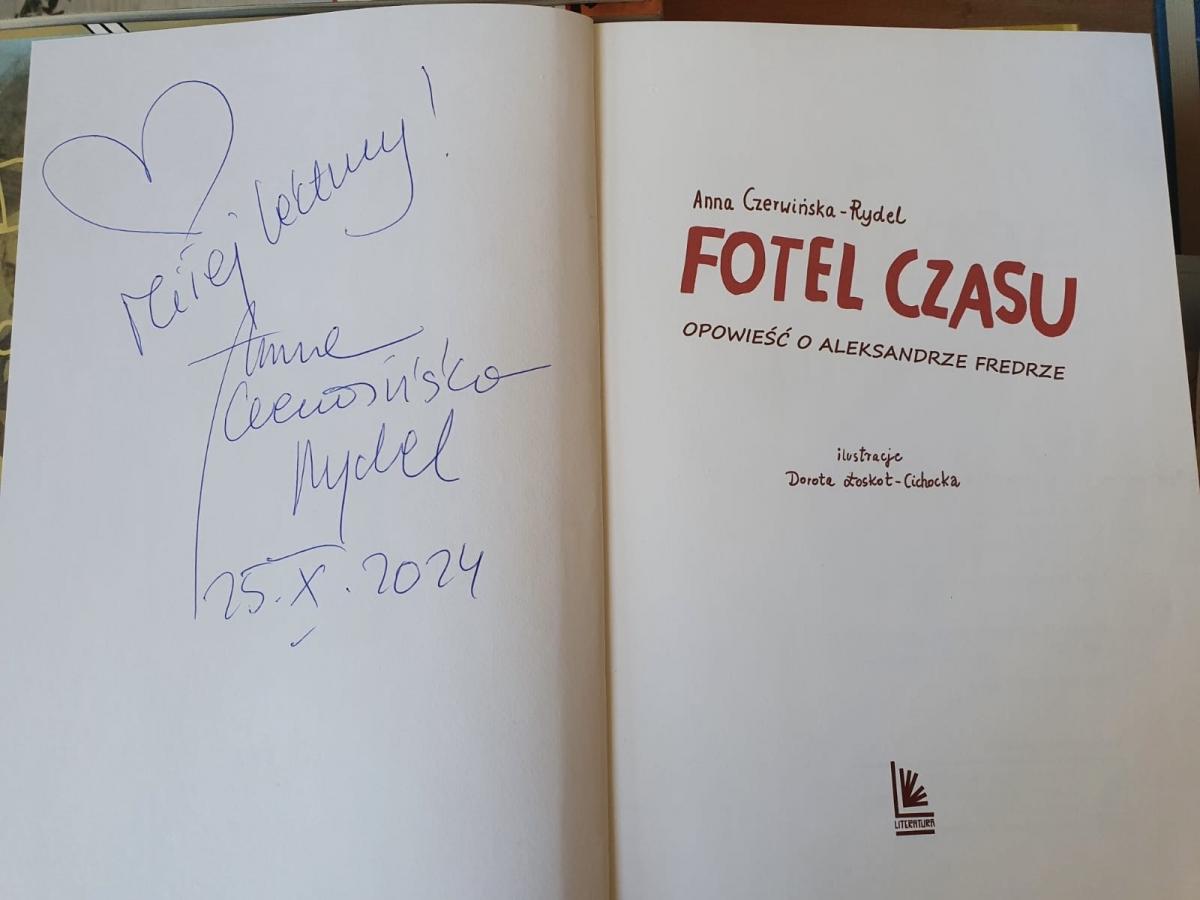 Miłej lektury!
Anna
Czerwińska
Rydel
25.X.2024
Anna Czerwińska-Rydel
FOTEL CZASU
OPOWIEŚĆ O ALEKSANDRZE FREDRZE
ilustracje
Dorota Łoskot-Cichocka
LITERATURA